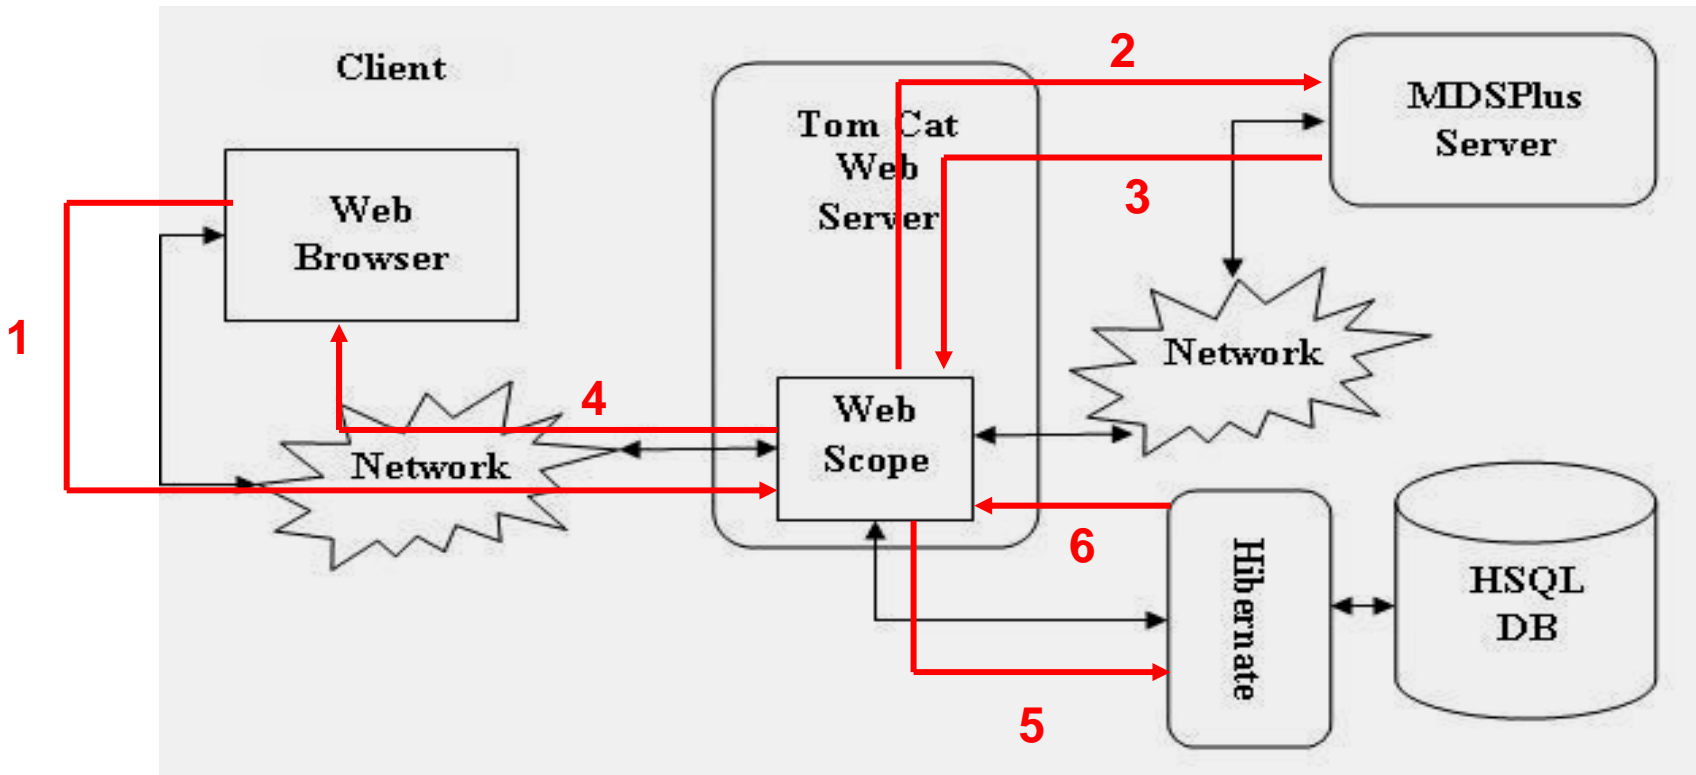 Client
2
MDSPlus
Server
Tom Cat
Web
Server
3
Web
Browser
1
Network
4
Web
Scope
Network
6
Hibernate
HSQL
DB
5